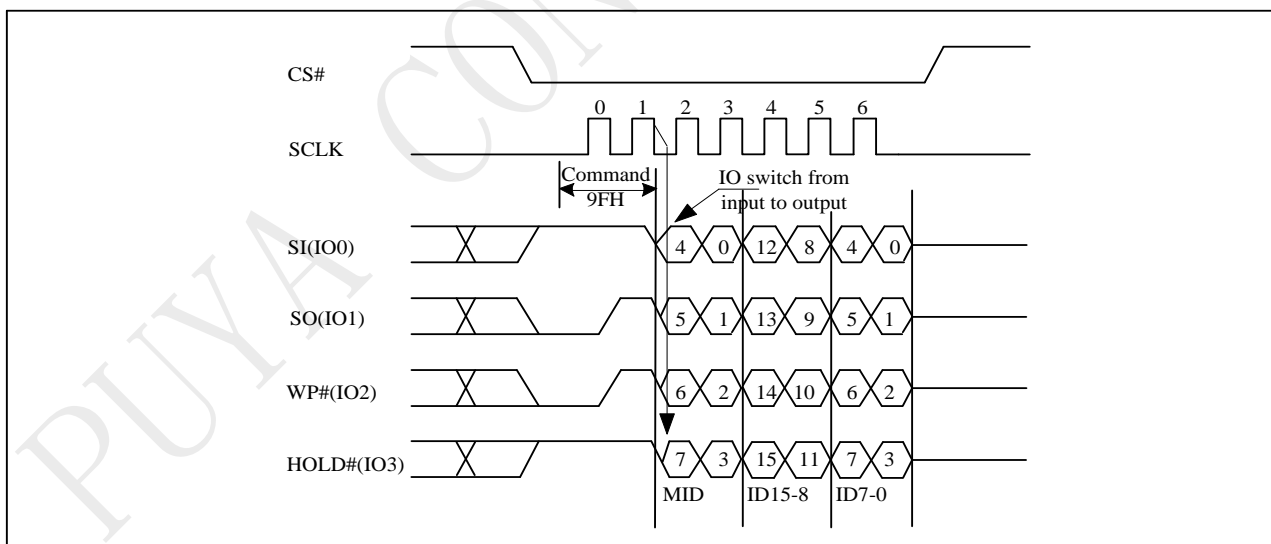 PUYA CON
CS#
0 1 2 3 4 5 6
SCLK
Command
9FH
IO switch from
input to output
SI(IO0)
4 0 12 8 4 0
SO(IO1)
5 1 13 9 5 1
WP#(IO2)
6 2 14 10 6 2
HOLD#(IO3)
7 3 15 11 7 3
MID ID15-8 ID7-0